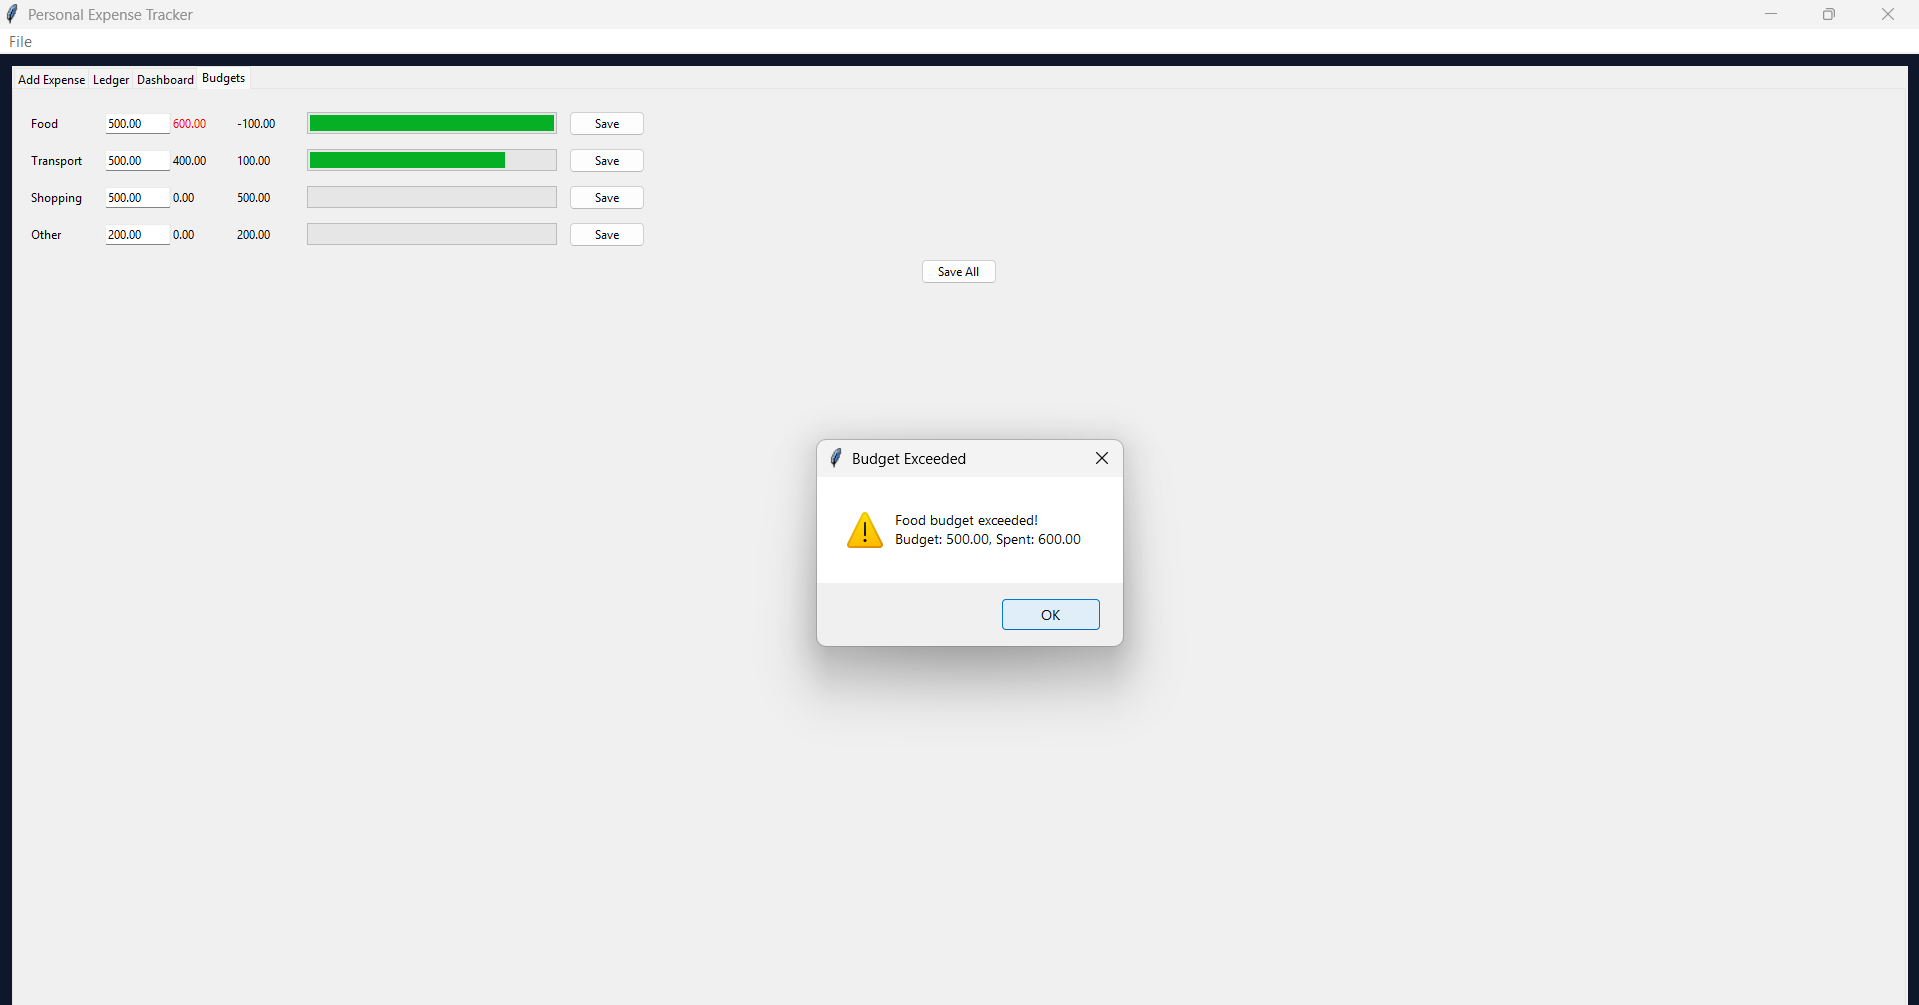 Personal Expense Tracker
File
Add Expense Ledger Dashboard Budgets
Food 500.00 600.00 -100.00 Save
Transport 500.00 400.00 100.00 Save
Shopping 500.00 0.00 500.00 Save
Other 200.00 0.00 200.00 Save
Save All
Budget Exceeded
Food budget exceeded!
Budget: 500.00, Spent: 600.00
OK